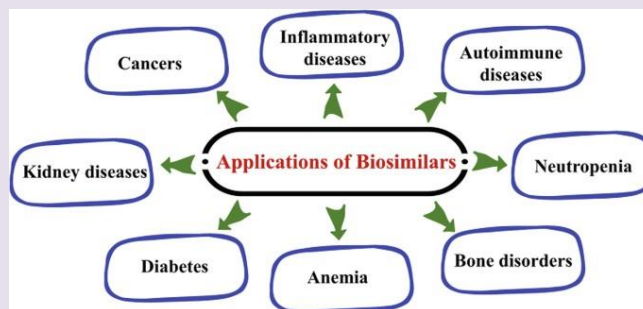 Inflammatory
diseases
Autoimmune
diseases
Cancers
Applications of Biosimilars
Kidney diseases
Neutropenia
Diabetes
Anemia
Bone disorders